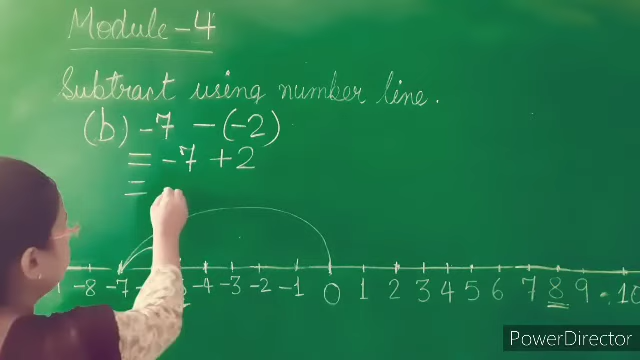 Module-4
Subtract using number line.
(b) -7 - (-2)
= -7 + 2
=
-8 -7 -4 -3 -2 -1 0 1 2 3 4 5 6 7 8 9 10
PowerDirector